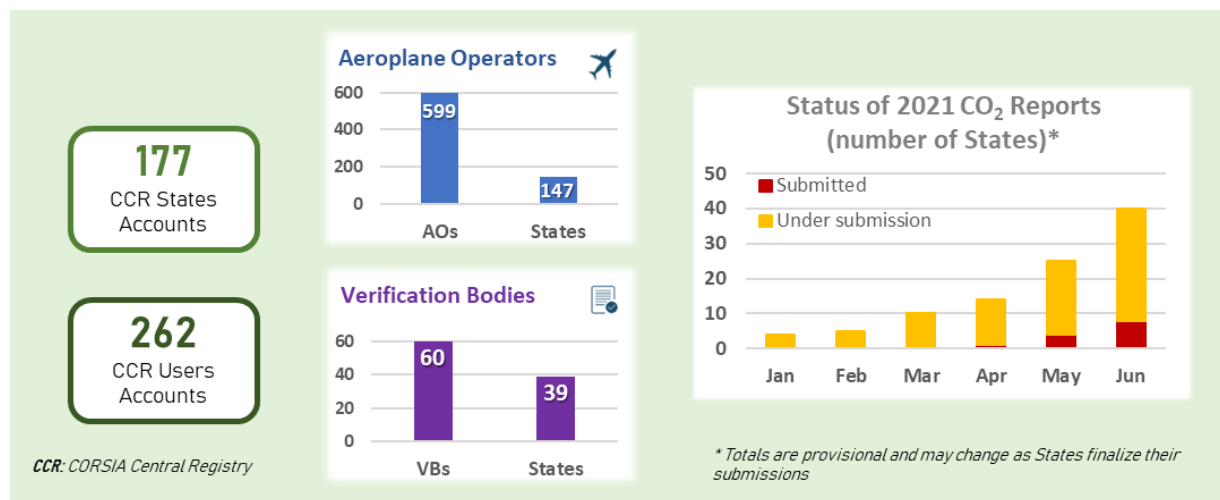 177
CCR States
Accounts
262
CCR Users
Accounts
CCR: CORSIA Central Registry
Aeroplane Operators
600
400
200
0
599
147
AOs
States
Verification Bodies
60
40
20
0
60
39
VBs
States
Status of 2021 CO₂ Reports
(number of States)*
50
40
30
20
10
0
Submitted
Under submission
Jan
Feb
Mar
Apr
May
Jun
* Totals are provisional and may change as States finalize their
submissions